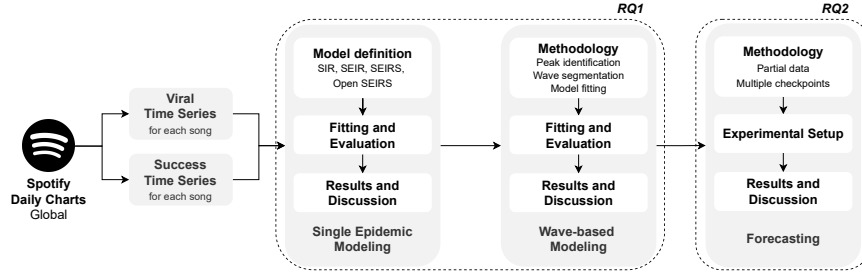 RQ1
RQ2
Spotify
Daily Charts
Global
Viral
Time Series
for each song
Success
Time Series
for each song
Model definition
SIR, SEIR, SEIRS,
Open SEIRS
Fitting and
Evaluation
Results and
Discussion
Single Epidemic
Modeling
Methodology
Peak identification
Wave segmentation
Model fitting
Fitting and
Evaluation
Results and
Discussion
Wave-based
Modeling
Methodology
Partial data
Multiple checkpoints
Experimental Setup
Results and
Discussion
Forecasting